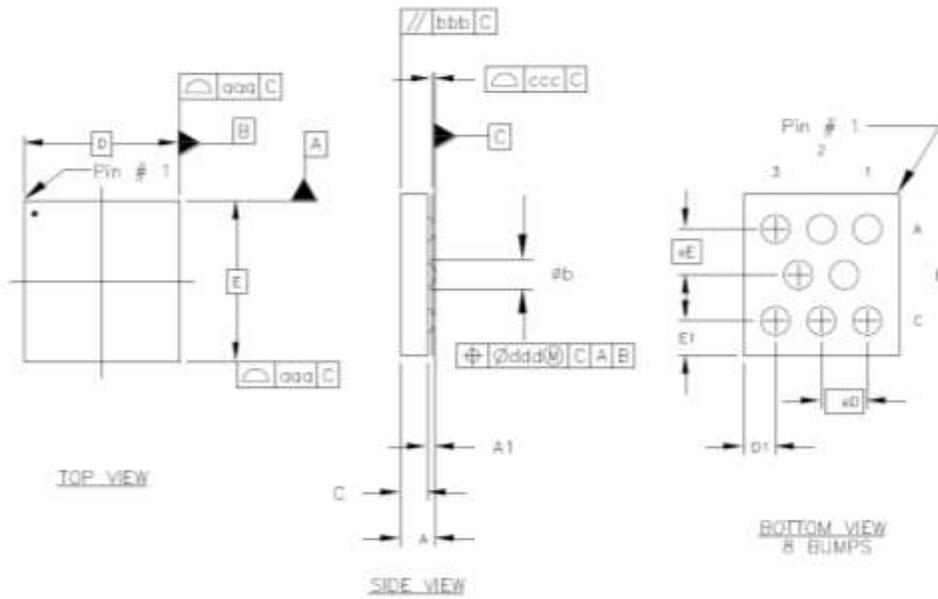 // bbb C
⌓ aaa C
⌓ ccc C
D
B
A
C
Pin # 1
Pin # 1
2
3 1
A
eE
E
Øb
C
E1
⌖ Øddd Ⓜ C A B
⌓ aaa C
eD
A1
D1
TOP VIEW
C
A
BOTTOM VIEW
8 BUMPS
SIDE VIEW